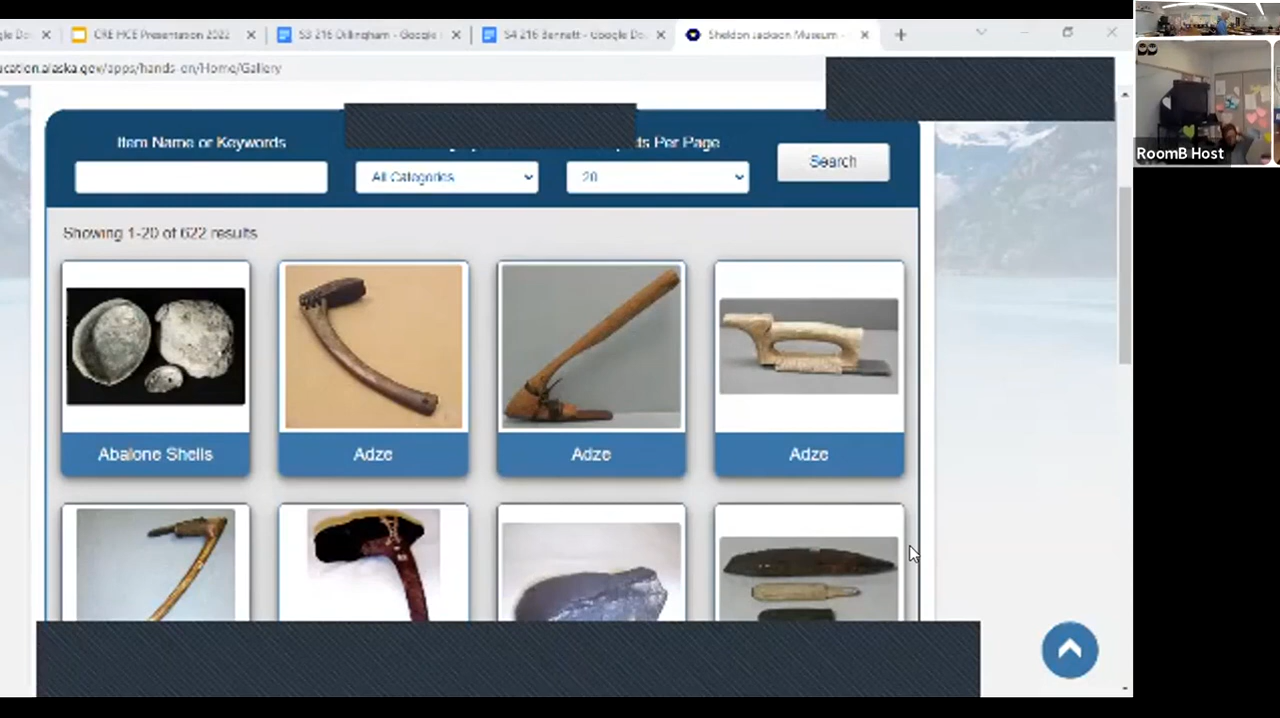 CRE HCE Presentation 2022
S3 216 Dillingham - Google
S4 216 Bennett - Google Do
Sheldon Jackson Museum -
ucation.alaska.gov/apps/hands-on/Home/Gallery
RoomB Host
Item Name or Keywords
Per Page
All Categories
20
Search
Showing 1-20 of 622 results
Abalone Shells
Adze
Adze
Adze